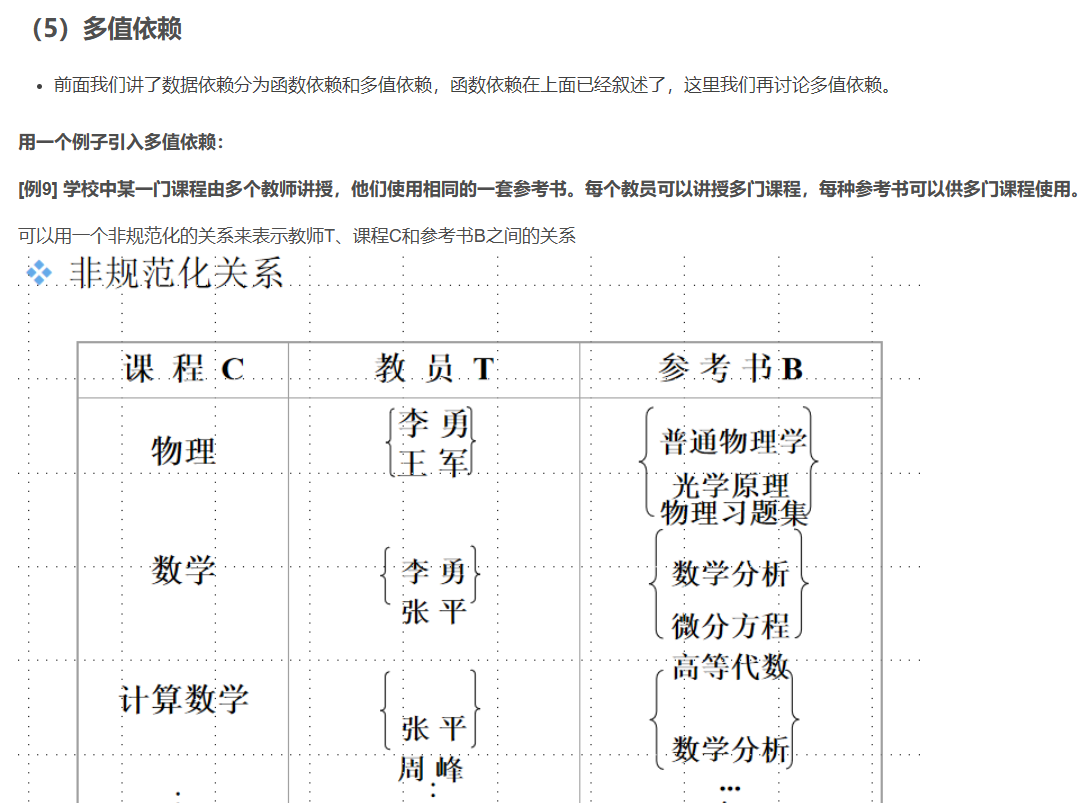 （5）多值依赖
前面我们讲了数据依赖分为函数依赖和多值依赖，函数依赖在上面已经叙述了，这里我们再讨论多值依赖。
用一个例子引入多值依赖：
[例9] 学校中某一门课程由多个教师讲授，他们使用相同的一套参考书。每个教员可以讲授多门课程，每种参考书可以供多门课程使用。
可以用一个非规范化的关系来表示教师T、课程C和参考书B之间的关系
非规范化关系
课 程 C 教 员 T 参 考 书 B
物理
李 勇
王 军
普通物理学
光学原理
物理习题集
数学
李 勇
张 平
数学分析
微分方程
高等代数
计算数学
张 平
周 峰
数学分析
...